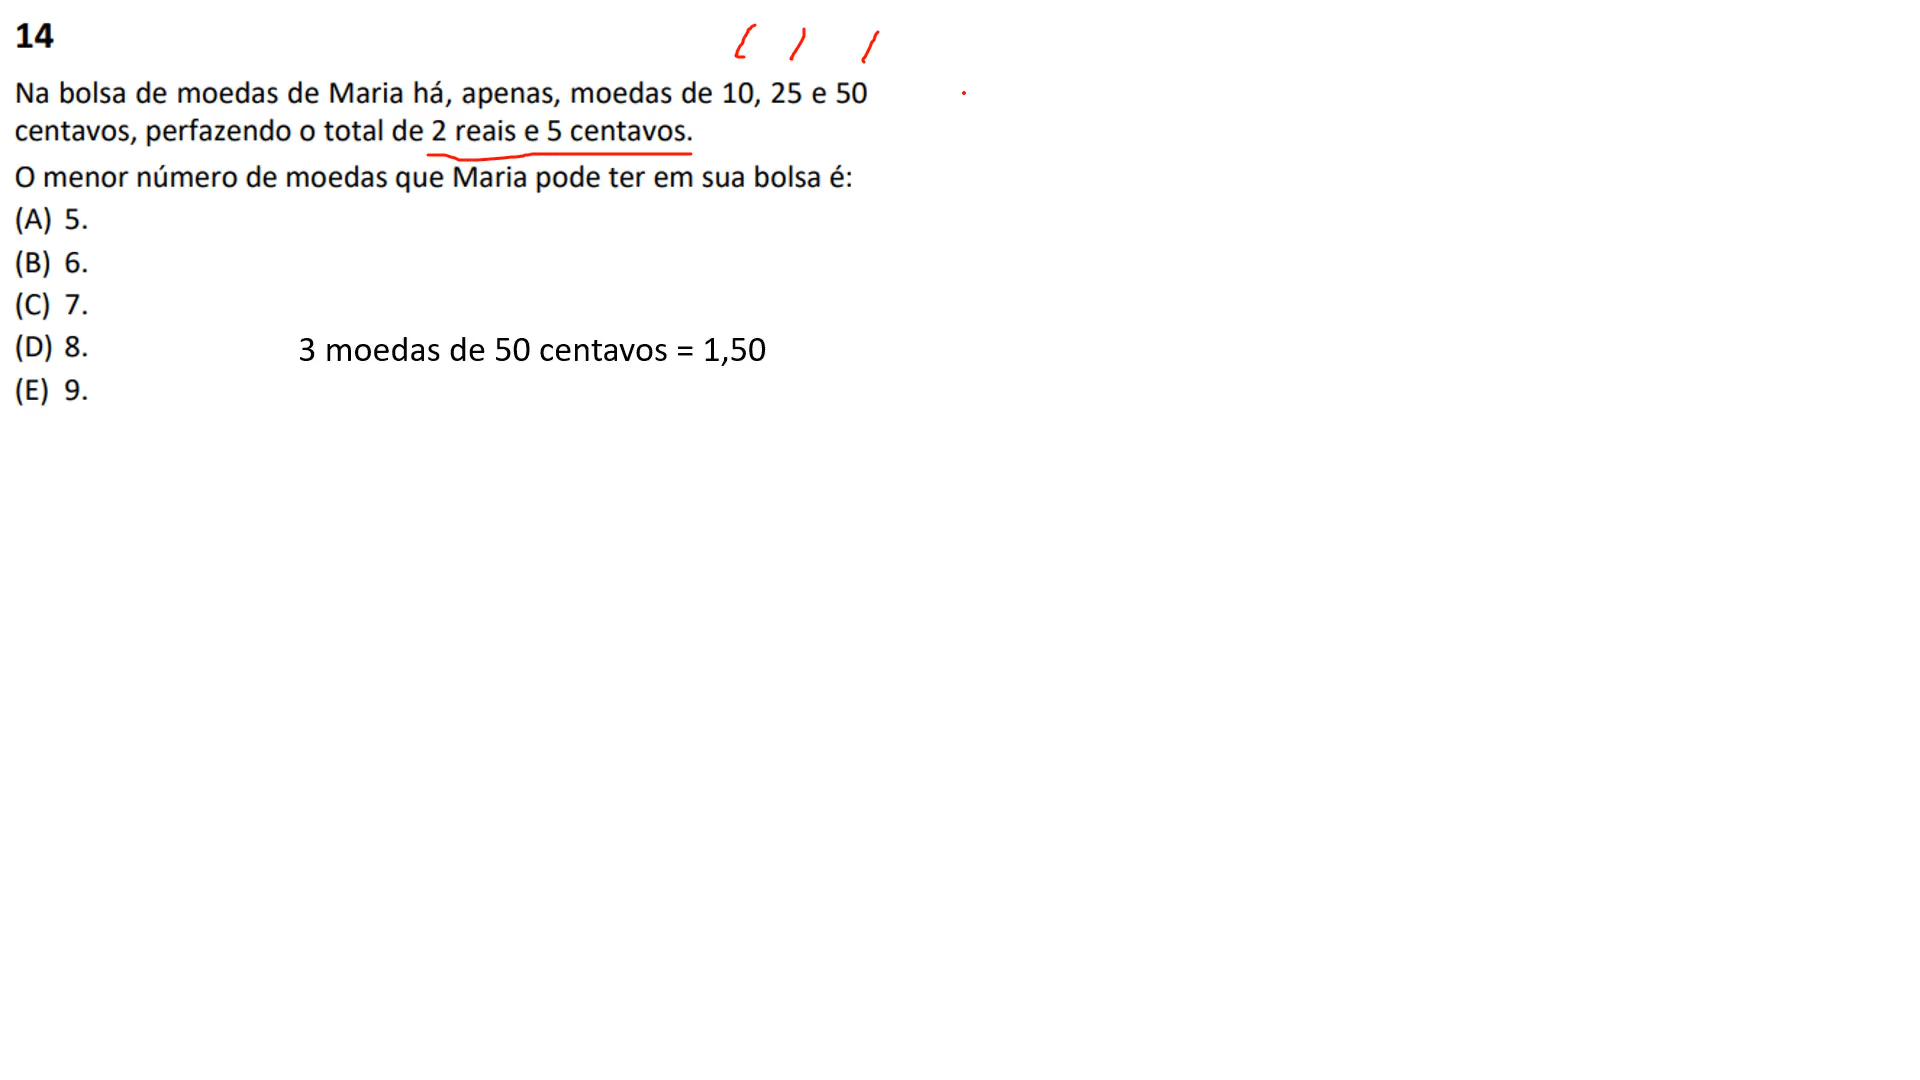 14
Na bolsa de moedas de Maria há, apenas, moedas de 10, 25 e 50
centavos, perfazendo o total de 2 reais e 5 centavos.
O menor número de moedas que Maria pode ter em sua bolsa é:
(A) 5.
(B) 6.
(C) 7.
(D) 8.
3 moedas de 50 centavos = 1,50
(E) 9.